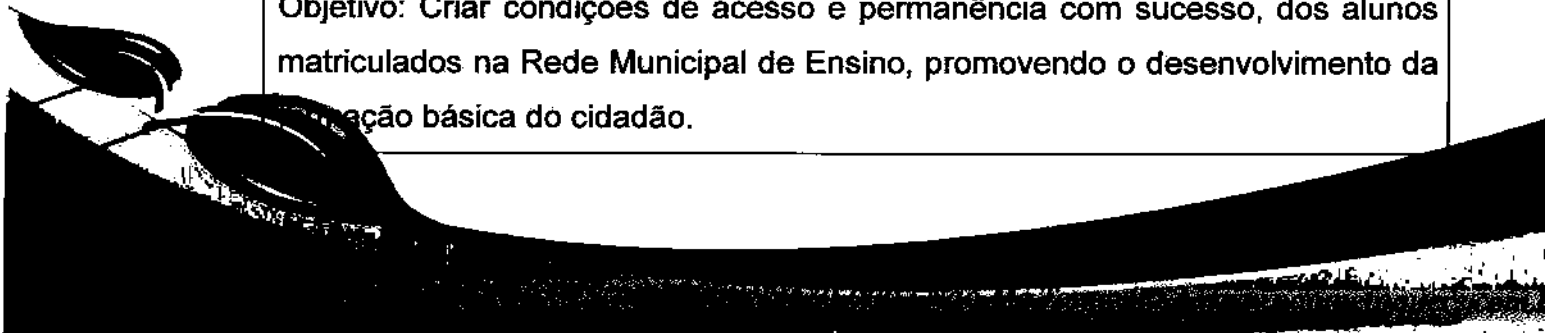 Objetivo: Criar condições de acesso e permanência com sucesso, dos alunos
matriculados na Rede Municipal de Ensino, promovendo o desenvolvimento da
básica do cidadão.